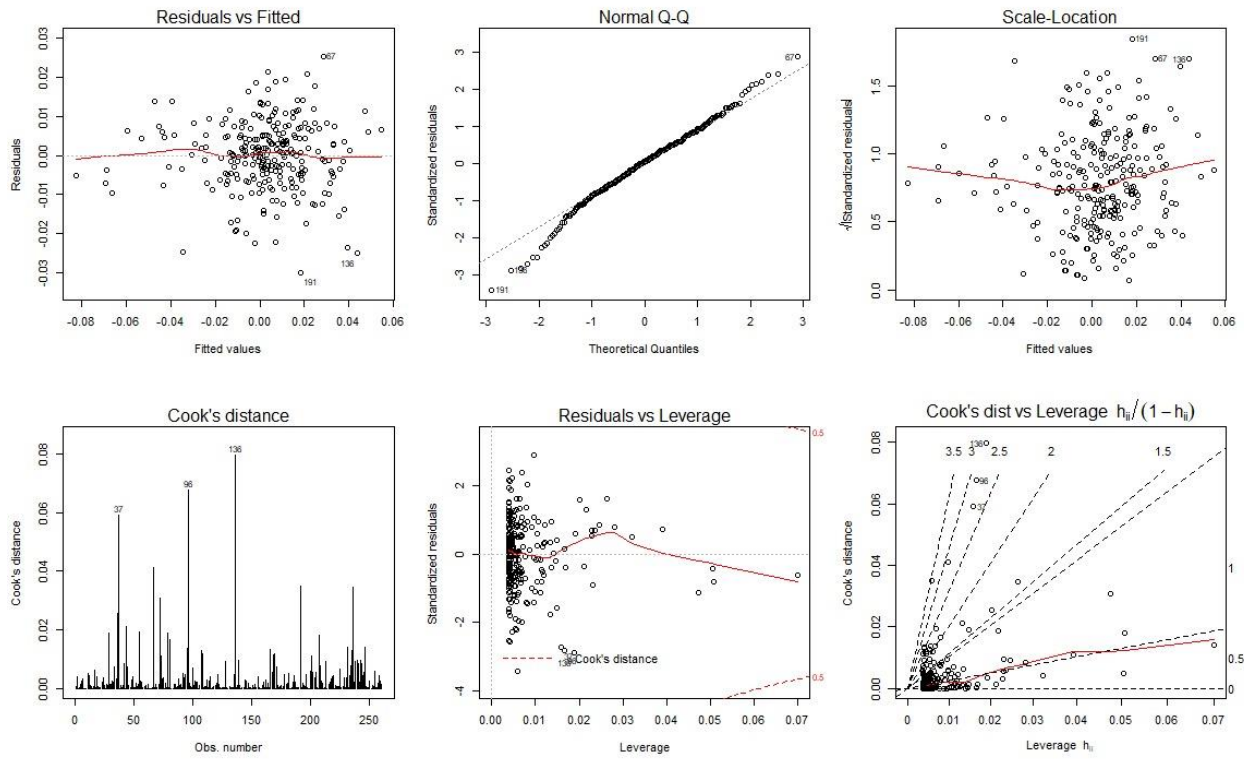 Residuals vs Fitted
Residuals
0.03
0.02
0.01
0.00
-0.01
-0.02
-0.03
67
136
191
-0.08 -0.06 -0.04 -0.02 0.00 0.02 0.04 0.06
Fitted values
Normal Q-Q
Standardized residuals
3
2
1
0
-1
-2
-3
67
191
-3 -2 -1 0 1 2 3
Theoretical Quantiles
Scale-Location
√|Standardized residuals|
1.5
1.0
0.5
0.0
191
67
136
-0.08 -0.06 -0.04 -0.02 0.00 0.02 0.04 0.06
Fitted values
Cook's distance
Cook's distance
0.08
0.06
0.04
0.02
0.00
37
96
136
0 50 100 150 200 250
Obs. number
Residuals vs Leverage
Standardized residuals
2
0
-2
-4
0.5
0.5
Cook's distance
0.00 0.01 0.02 0.03 0.04 0.05 0.06 0.07
Leverage
Cook's dist vs Leverage hii/(1−hii)
Cook's distance
0.08
0.06
0.04
0.02
0.00
136
96
37
3.5 3 2.5 2 1.5
1
0.5
0
0 0.01 0.02 0.03 0.04 0.05 0.06 0.07
Leverage hii